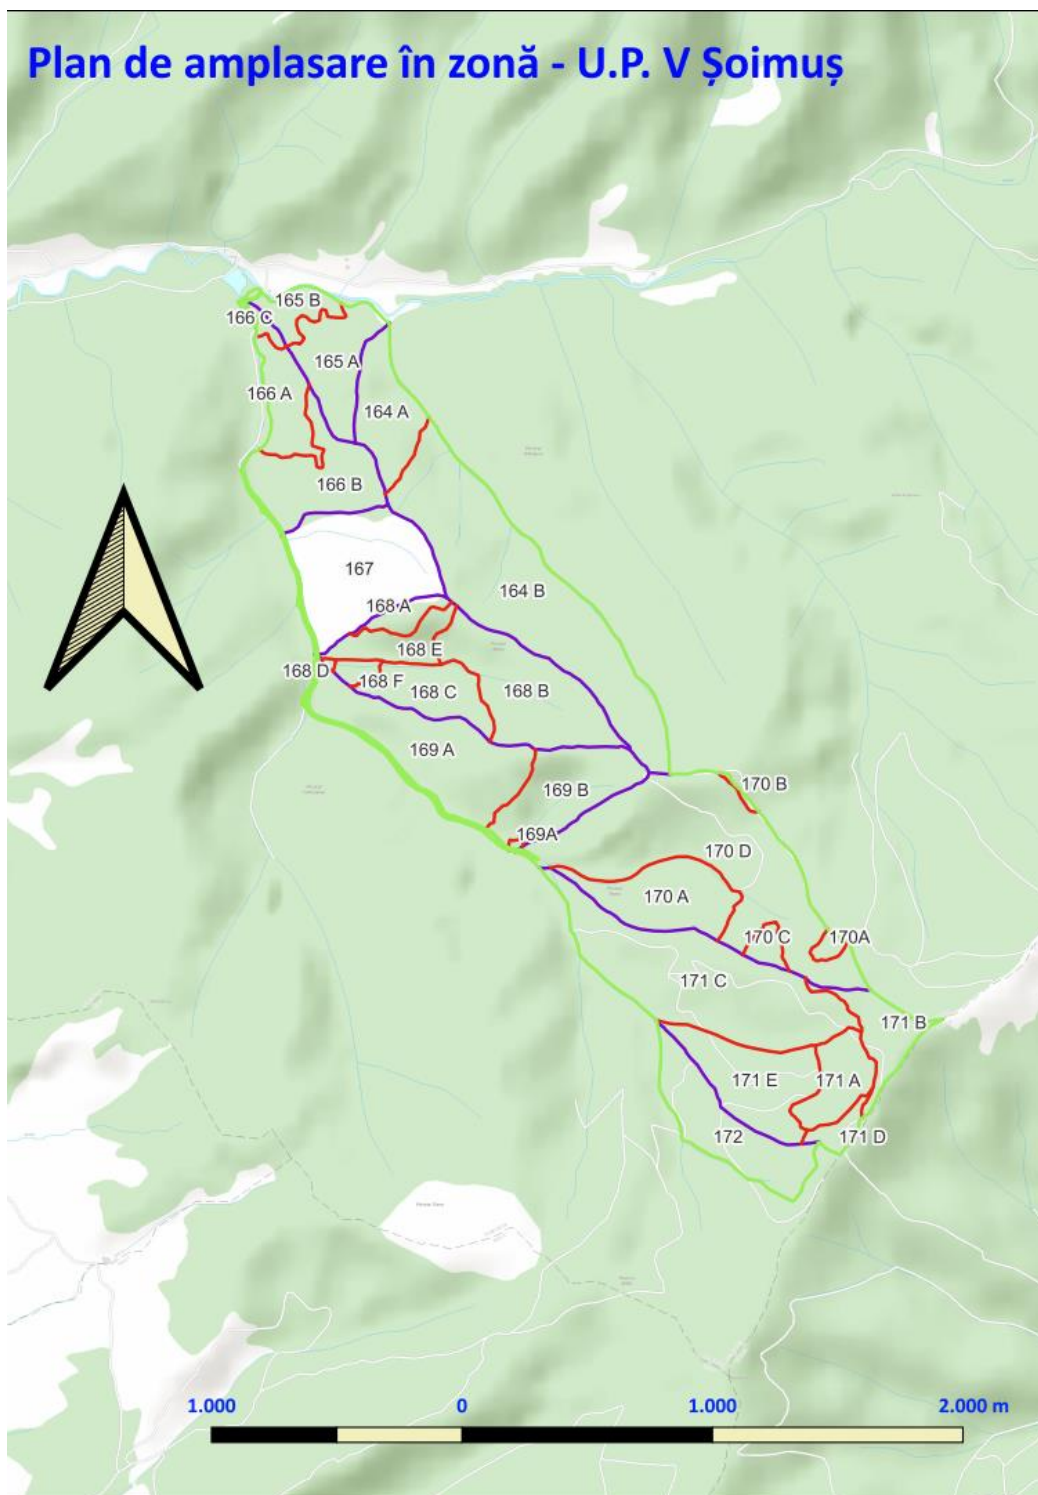 Plan de amplasare în zonă - U.P. V Șoimuș
165 B
166 C
165 A
166 A
164 A
166 B
167
164 B
168 A
168 E
168 D
168 F
168 C
168 B
169 A
170 B
169 B
169A
170 D
170 A
170 C
170A
171 C
171 B
171 E
171 A
172
171 D
1.000 0 1.000 2.000 m